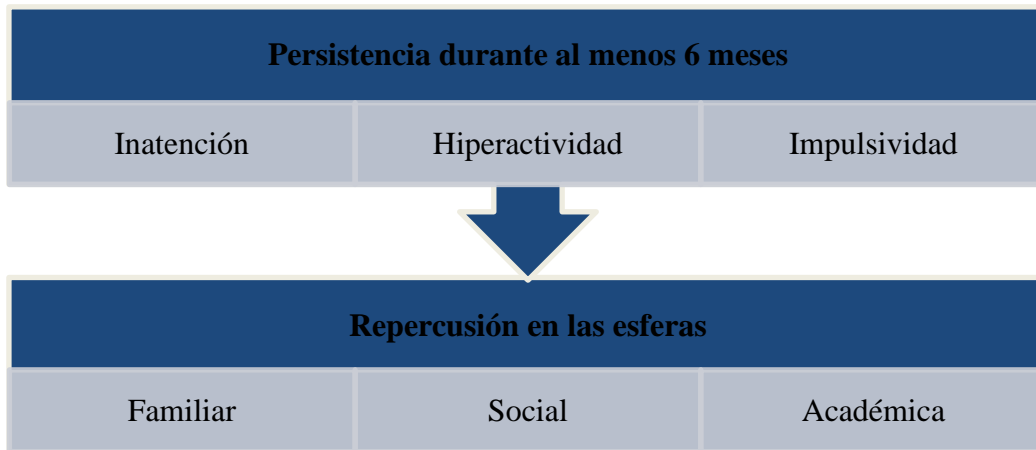 Persistencia durante al menos 6 meses
Inatención
Hiperactividad
Impulsividad
Repercusión en las esferas
Familiar
Social
Académica